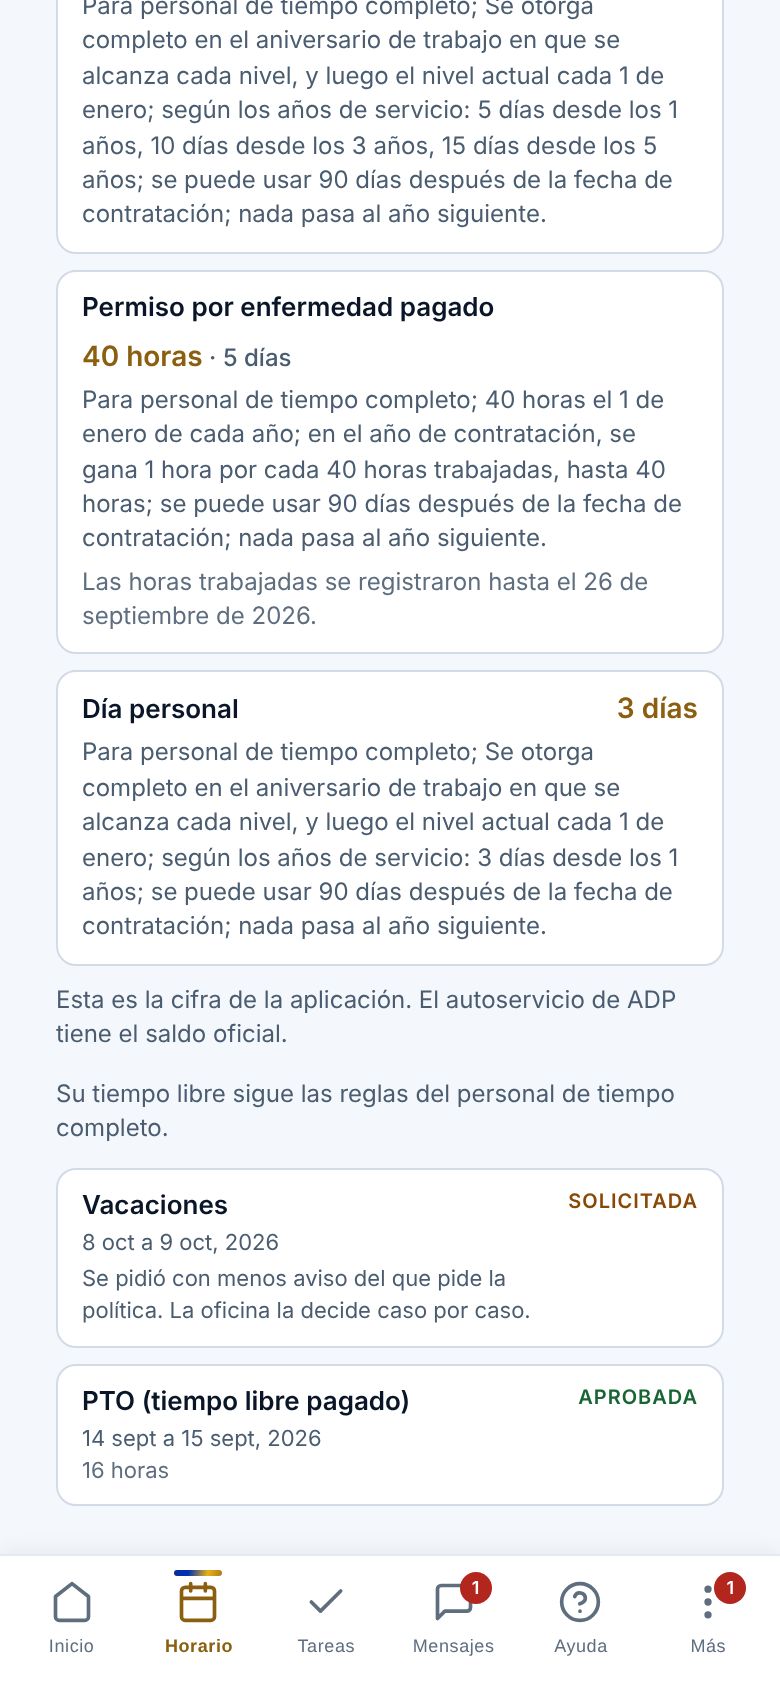 Para personal de tiempo completo; Se otorga
completo en el aniversario de trabajo en que se
alcanza cada nivel, y luego el nivel actual cada 1 de
enero; según los años de servicio: 5 días desde los 1
años, 10 días desde los 3 años, 15 días desde los 5
años; se puede usar 90 días después de la fecha de
contratación; nada pasa al año siguiente.
Permiso por enfermedad pagado
40 horas · 5 días
Para personal de tiempo completo; 40 horas el 1 de
enero de cada año; en el año de contratación, se
gana 1 hora por cada 40 horas trabajadas, hasta 40
horas; se puede usar 90 días después de la fecha de
contratación; nada pasa al año siguiente.
Las horas trabajadas se registraron hasta el 26 de
septiembre de 2026.
Día personal 3 días
Para personal de tiempo completo; Se otorga
completo en el aniversario de trabajo en que se
alcanza cada nivel, y luego el nivel actual cada 1 de
enero; según los años de servicio: 3 días desde los 1
años; se puede usar 90 días después de la fecha de
contratación; nada pasa al año siguiente.
Esta es la cifra de la aplicación. El autoservicio de ADP
tiene el saldo oficial.
Su tiempo libre sigue las reglas del personal de tiempo
completo.
Vacaciones SOLICITADA
8 oct a 9 oct, 2026
Se pidió con menos aviso del que pide la
política. La oficina la decide caso por caso.
PTO (tiempo libre pagado) APROBADA
14 sept a 15 sept, 2026
16 horas
1 1
Inicio Horario Tareas Mensajes Ayuda Más